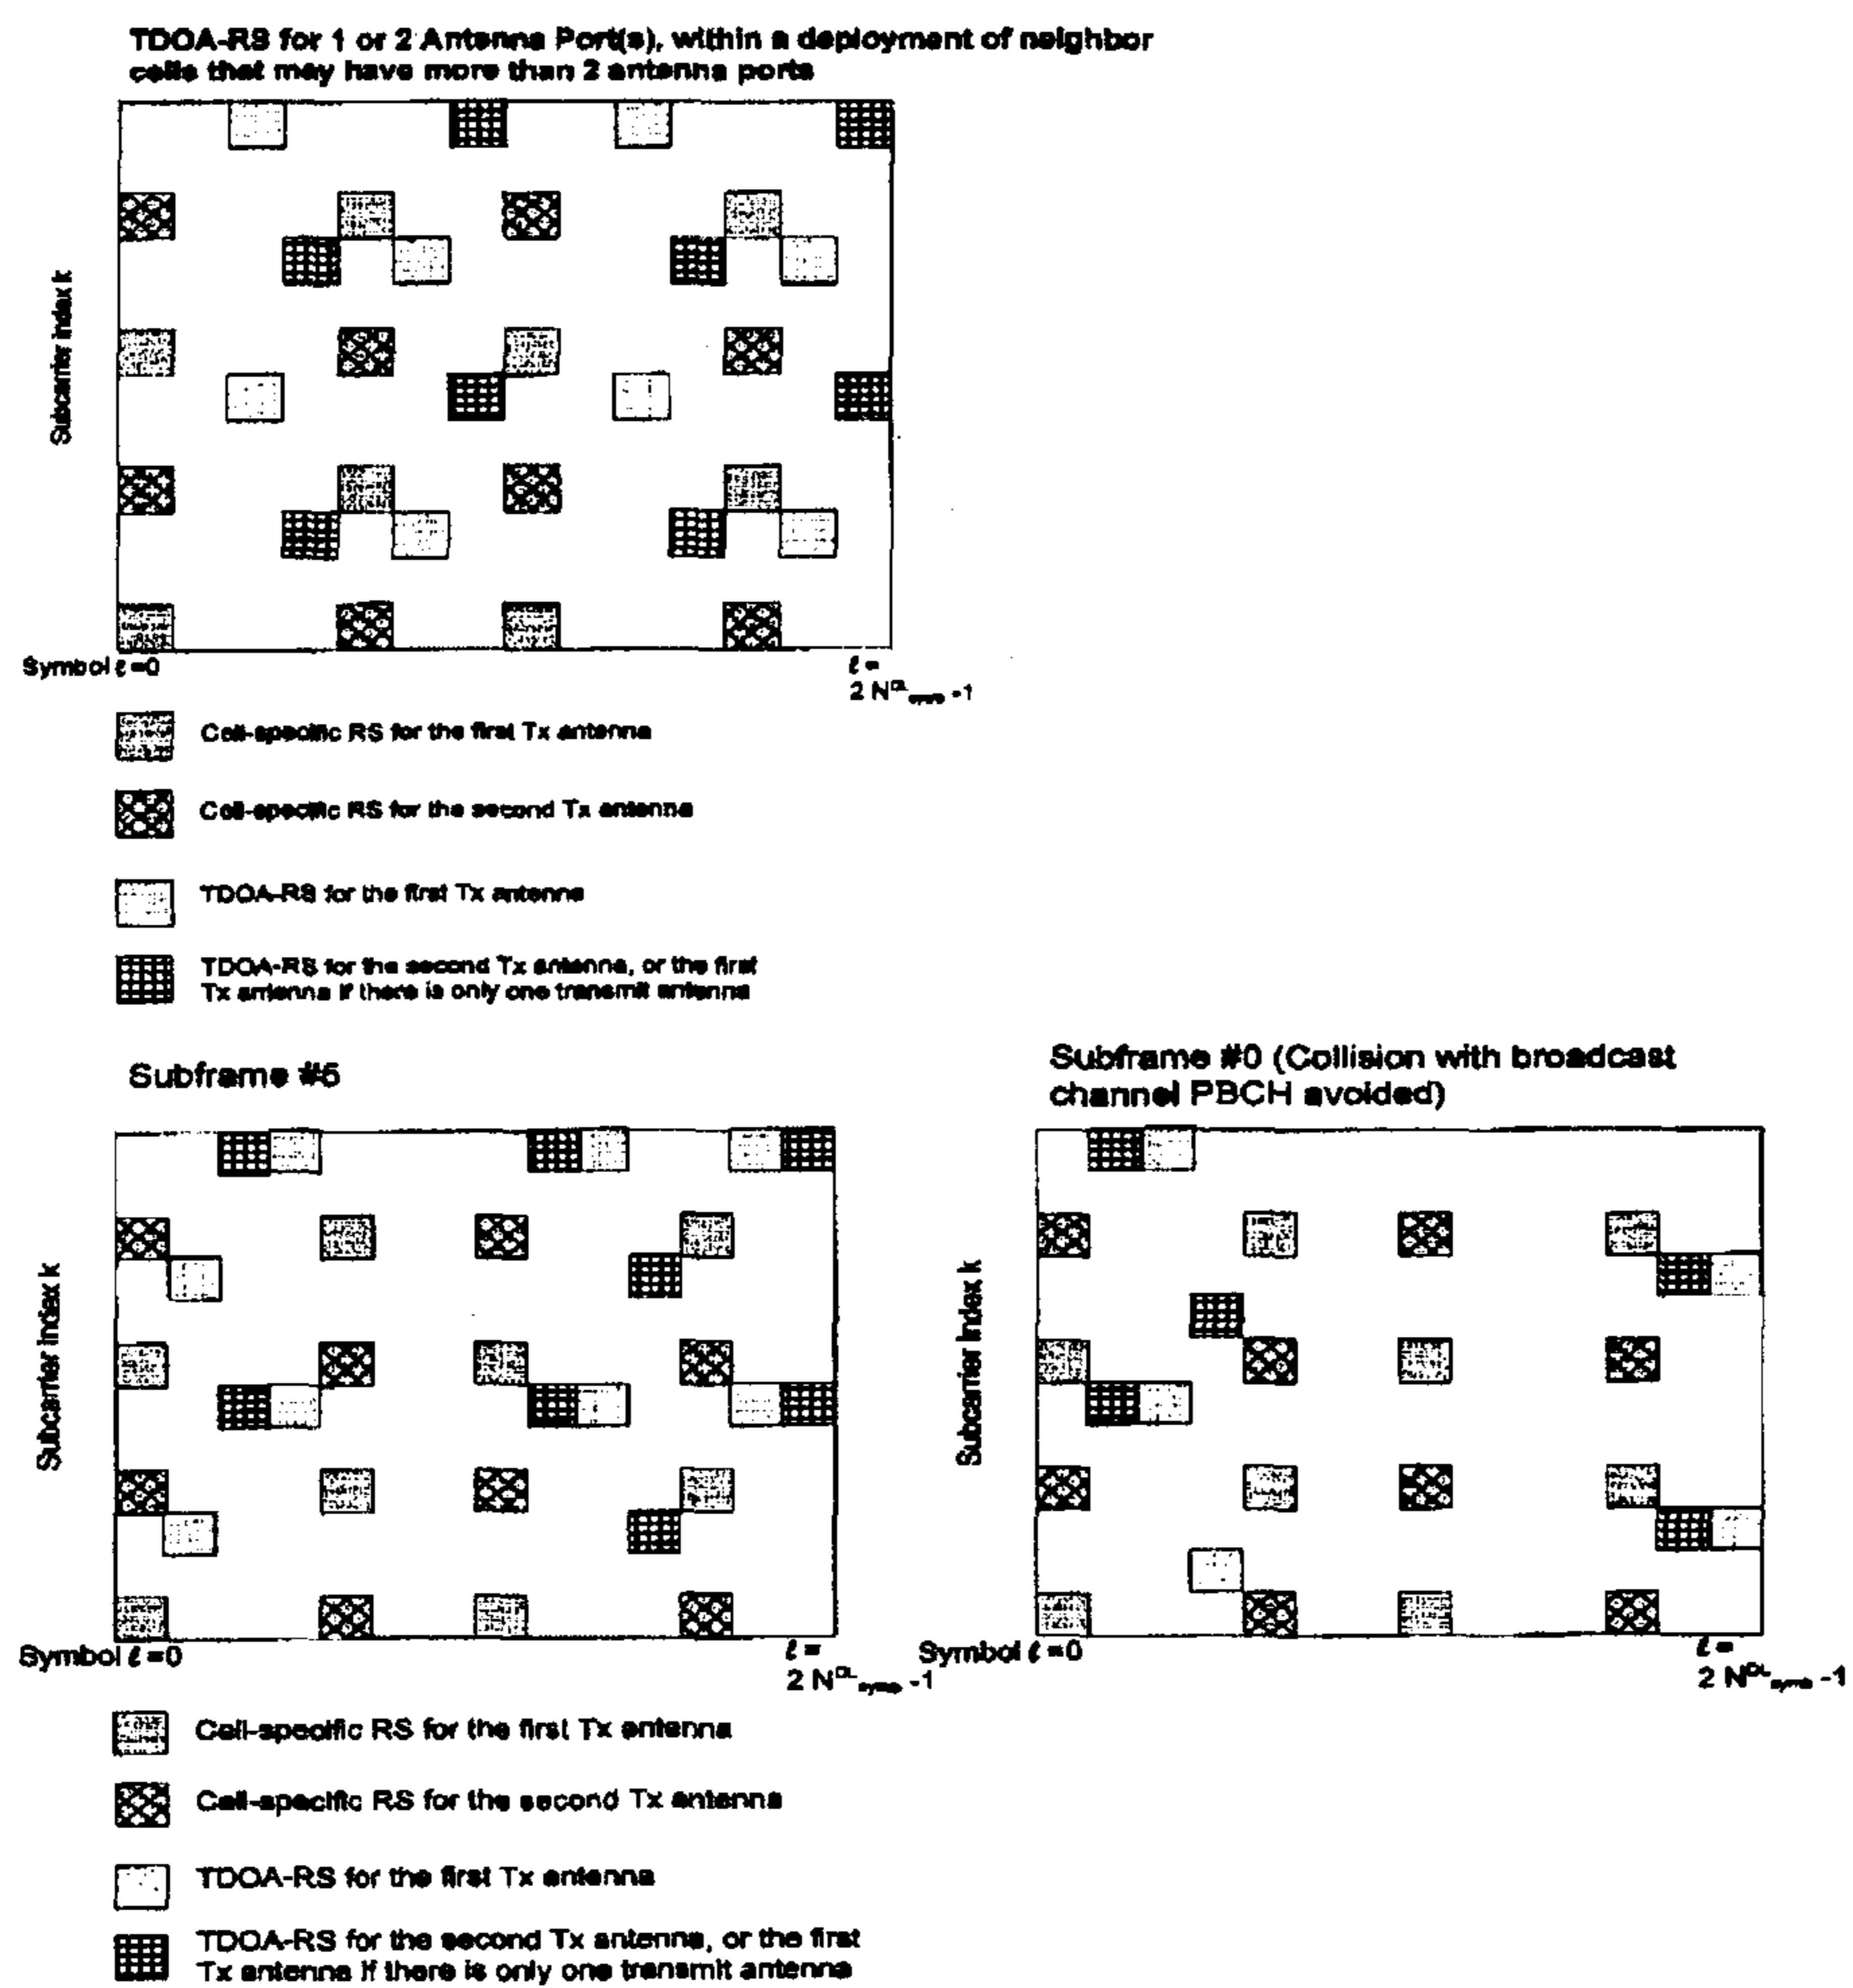 TDOA-RS for 1 or 2 Antenna Port(s), within a deployment of neighbor
cells that may have more than 2 antenna ports
Subcarrier index k
Symbol ℓ =0
ℓ =
2 N^DL_symb -1
Cell-specific RS for the first Tx antenna
Cell-specific RS for the second Tx antenna
TDOA-RS for the first Tx antenna
TDOA-RS for the second Tx antenna, or the first
Tx antenna if there is only one transmit antenna
Subframe #5
Subcarrier index k
Symbol ℓ =0
ℓ =
2 N^DL_symb -1
Subframe #0 (Collision with broadcast
channel PBCH avoided)
Subcarrier index k
Symbol ℓ =0
ℓ =
2 N^DL_symb -1
Cell-specific RS for the first Tx antenna
Cell-specific RS for the second Tx antenna
TDOA-RS for the first Tx antenna
TDOA-RS for the second Tx antenna, or the first
Tx antenna if there is only one transmit antenna